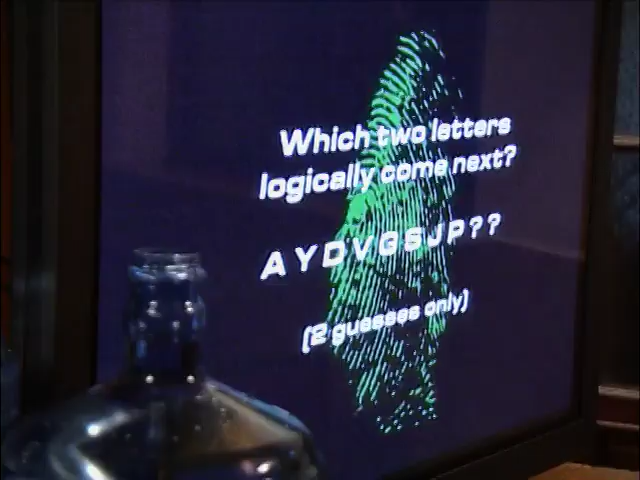 Which two letters
logically come next?
A Y D V G S J P ? ?
(2 guesses only)